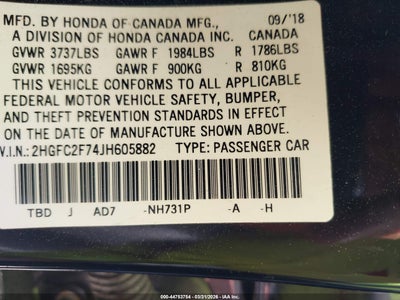 MFD. BY HONDA OF CANADA MFG., 09/'18
A DIVISION OF HONDA CANADA INC. CANADA
GVWR 3737LBS GAWR F 1984LBS R 1786LBS
GVWR 1695KG GAWR F 900KG R 810KG
THIS VEHICLE CONFORMS TO ALL APPLICABLE
FEDERAL MOTOR VEHICLE SAFETY, BUMPER,
AND THEFT PREVENTION STANDARDS IN EFFECT
ON THE DATE OF MANUFACTURE SHOWN ABOVE.
V.I.N.: 2HGFC2F74JH605882 TYPE: PASSENGER CAR
TBD J AD7 -NH731P -A -H
000-44753754 - 03/31/2026 - IAA Inc.